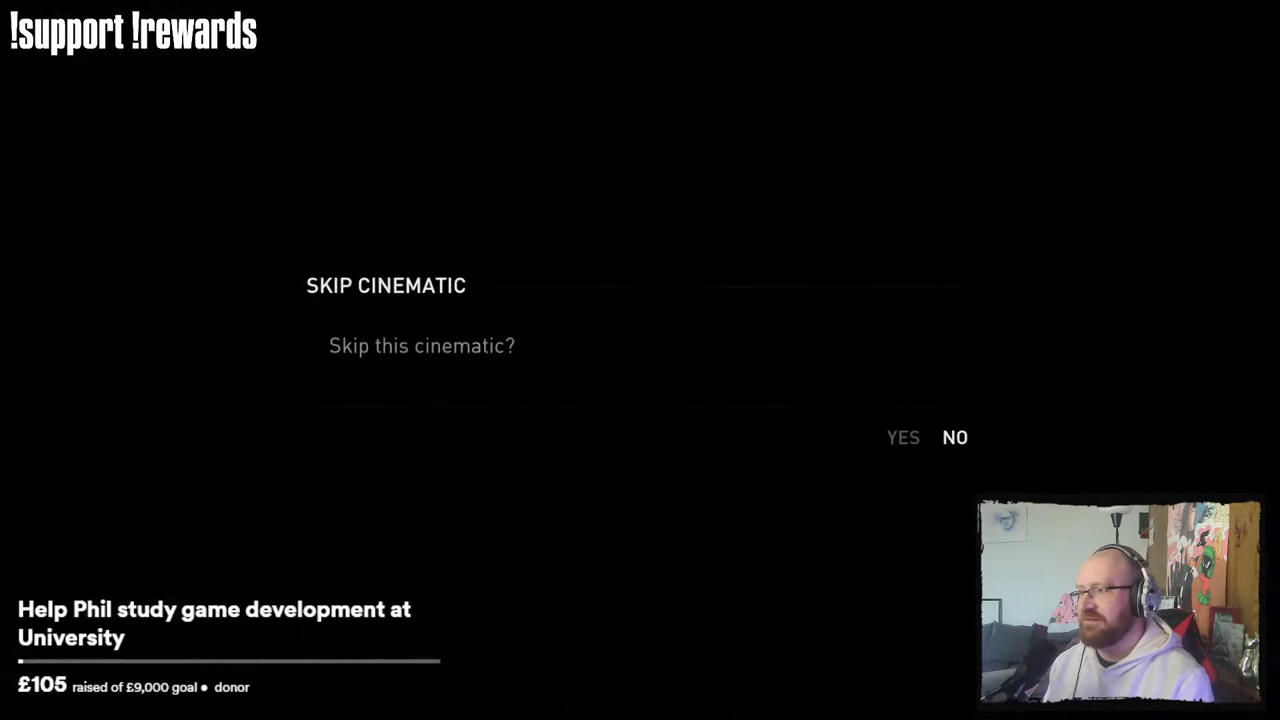 !support !rewards
SKIP CINEMATIC
Skip this cinematic?
YES NO
Help Phil study game development at
University
£105 raised of £9,000 goal • donor